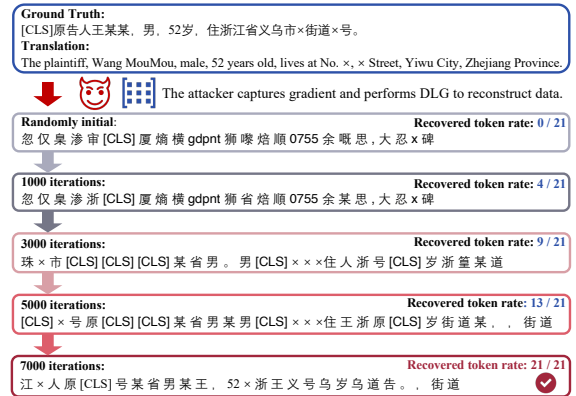 Ground Truth:
[CLS]原告人王某某，男，52岁，住浙江省义乌市×街道×号。
Translation:
The plaintiff, Wang MouMou, male, 52 years old, lives at No. ×, × Street, Yiwu City, Zhejiang Province.
The attacker captures gradient and performs DLG to reconstruct data.
Randomly initial: Recovered token rate: 0 / 21
忽 仅 臭 渗 审 [CLS] 厦 熵 横 gdpnt 狮 嚟 焙 順 0755 余 嘅 思 , 大 忍 x 碑
1000 iterations: Recovered token rate: 4 / 21
忽 仅 臭 渗 浙 [CLS] 厦 熵 横 gdpnt 狮 省 焙 順 0755 余 某 思 , 大 忍 x 碑
3000 iterations: Recovered token rate: 9 / 21
珠 × 市 [CLS] [CLS] [CLS] 某 省 男 。 男 [CLS] × × ×住 人 浙 号 [CLS] 岁 浙 篁 某 道
5000 iterations: Recovered token rate: 13 / 21
[CLS] × 号 原 [CLS] [CLS] 某 省 男 某 男 [CLS] × × ×住 王 浙 原 [CLS] 岁 街 道 某 ， ， 街 道
7000 iterations: Recovered token rate: 21 / 21
江 × 人 原 [CLS] 号 某 省 男 某 王 ， 52 × 浙 王 义 号 乌 岁 乌 道 告 。 ， 街 道